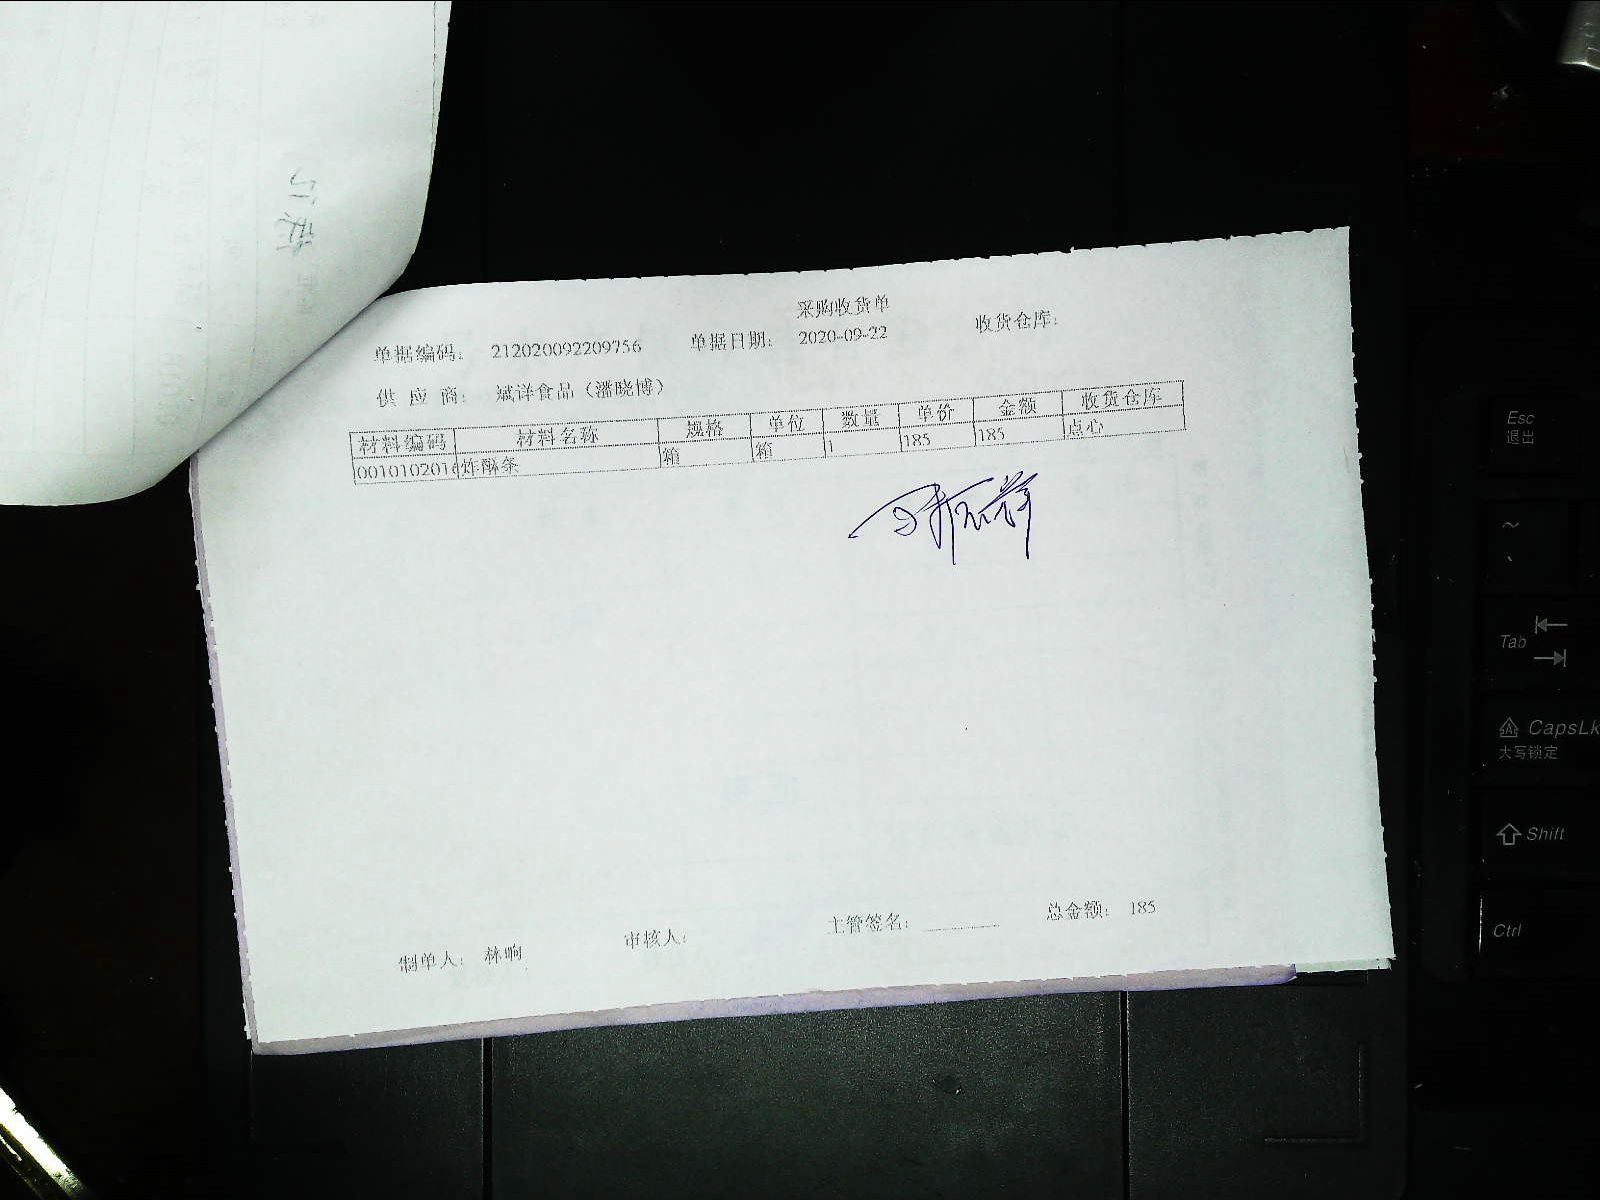 采购收货单
单据编码: 212020092209756 单据日期: 2020-09-22 收货仓库:
供 应 商: 斌详食品（潘晓博）
材料编码 材料名称 规格 单位 数量 单价 金额 收货仓库
0010102016 炸酥条 箱 箱 1 185 185 点心
制单人: 林晌 审核人: 主管签名: 总金额: 185
Esc
退出
~
`
Tab
CapsLk
大写锁定
Shift
Ctrl